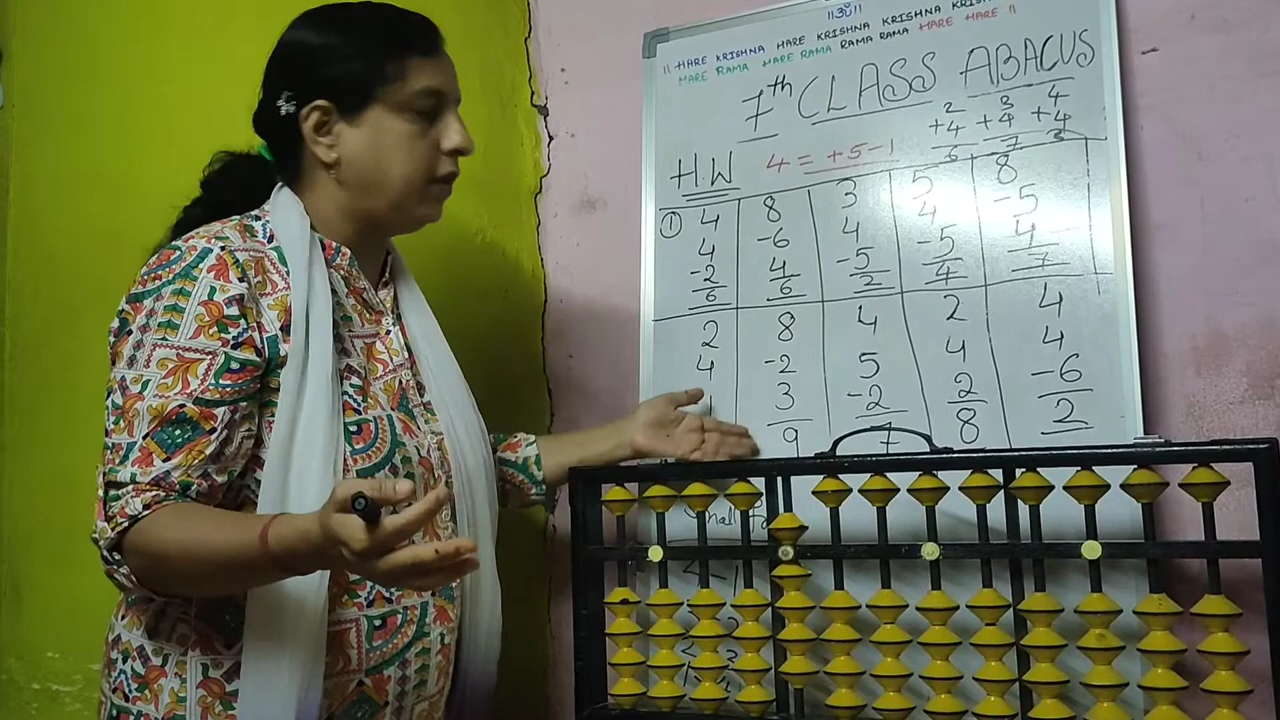 ॥ॐ॥
॥ HARE KRISHNA HARE KRISHNA KRISHNA
HARE RAMA HARE RAMA RAMA RAMA HARE HARE ॥
7th CLASS ABACUS
2 3 4
+4 +4 +4
6 7 8
H.W 4 = +5-1
① 4 8 3 5 8
4 -6 4 4 -5
-2 4 -5 -5 4
6 6 2 4 7
2 8 4 2 4
4 -2 5 4 4
1 3 -2 2 -6
9 7 8 2